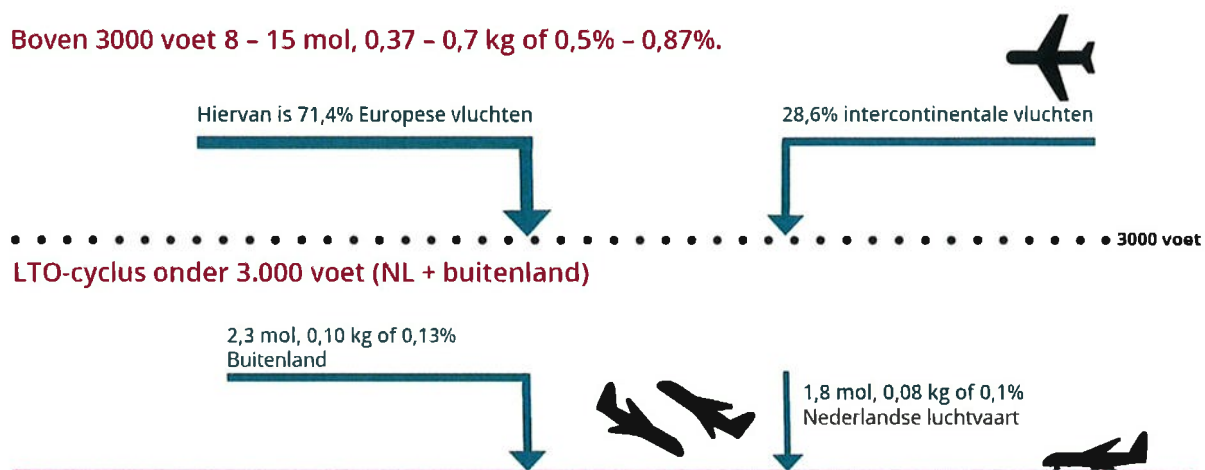 Boven 3000 voet 8 – 15 mol, 0,37 – 0,7 kg of 0,5% – 0,87%.
Hiervan is 71,4% Europese vluchten
28,6% intercontinentale vluchten
3000 voet
LTO-cyclus onder 3.000 voet (NL + buitenland)
2,3 mol, 0,10 kg of 0,13%
Buitenland
1,8 mol, 0,08 kg of 0,1%
Nederlandse luchtvaart